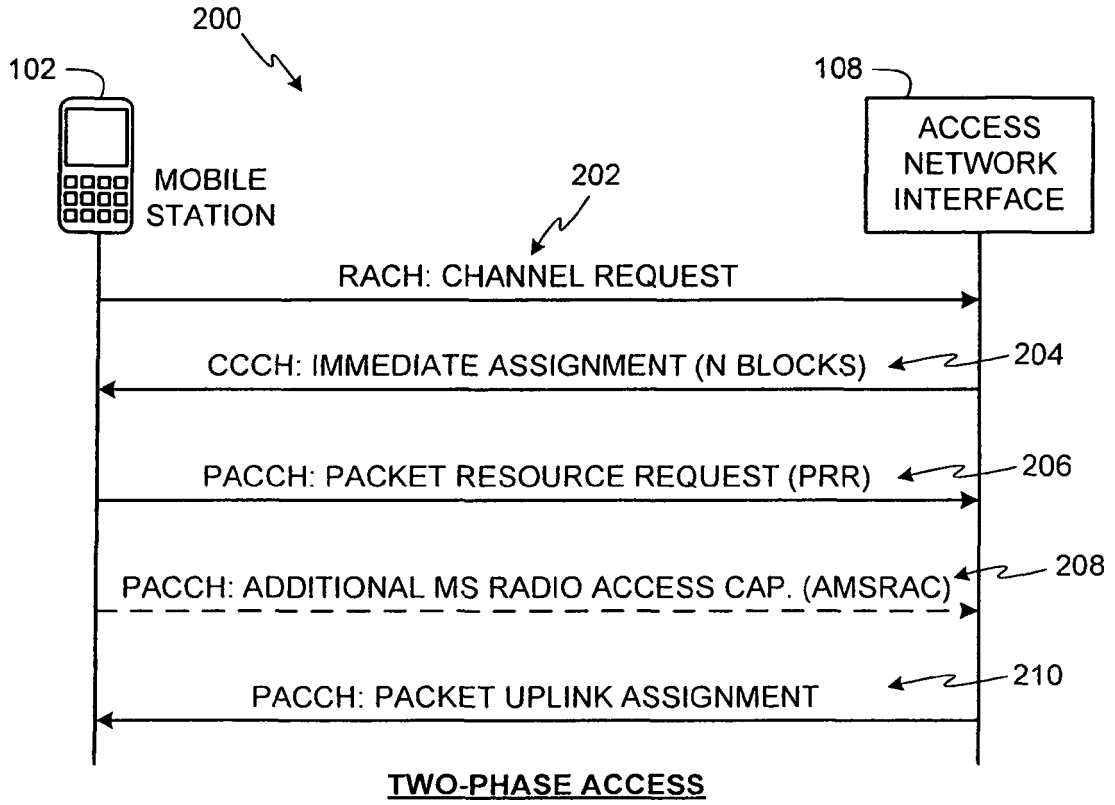 200
102
108
MOBILE
STATION
ACCESS
NETWORK
INTERFACE
202
RACH: CHANNEL REQUEST
CCCH: IMMEDIATE ASSIGNMENT (N BLOCKS)
204
PACCH: PACKET RESOURCE REQUEST (PRR)
206
PACCH: ADDITIONAL MS RADIO ACCESS CAP. (AMSRAC)
208
PACCH: PACKET UPLINK ASSIGNMENT
210
TWO-PHASE ACCESS